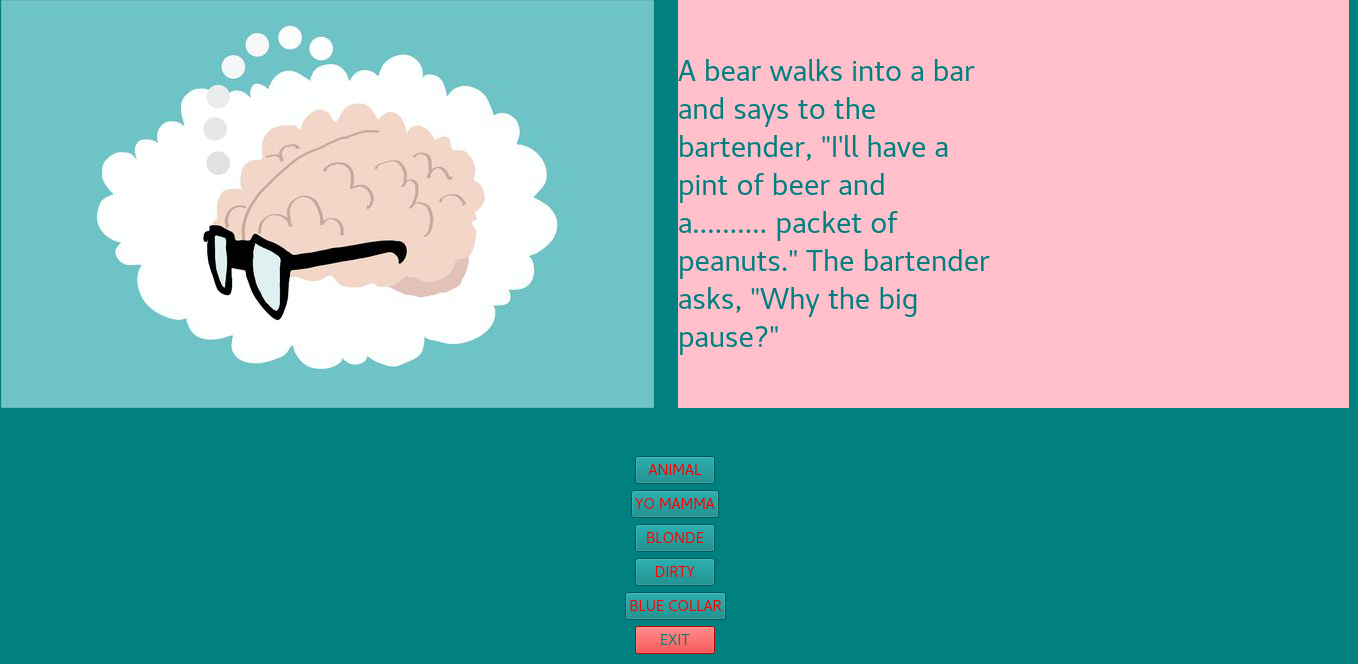 A bear walks into a bar
and says to the
bartender, "I'll have a
pint of beer and
a.......... packet of
peanuts." The bartender
asks, "Why the big
pause?"
ANIMAL
YO MAMMA
BLONDE
DIRTY
BLUE COLLAR
EXIT